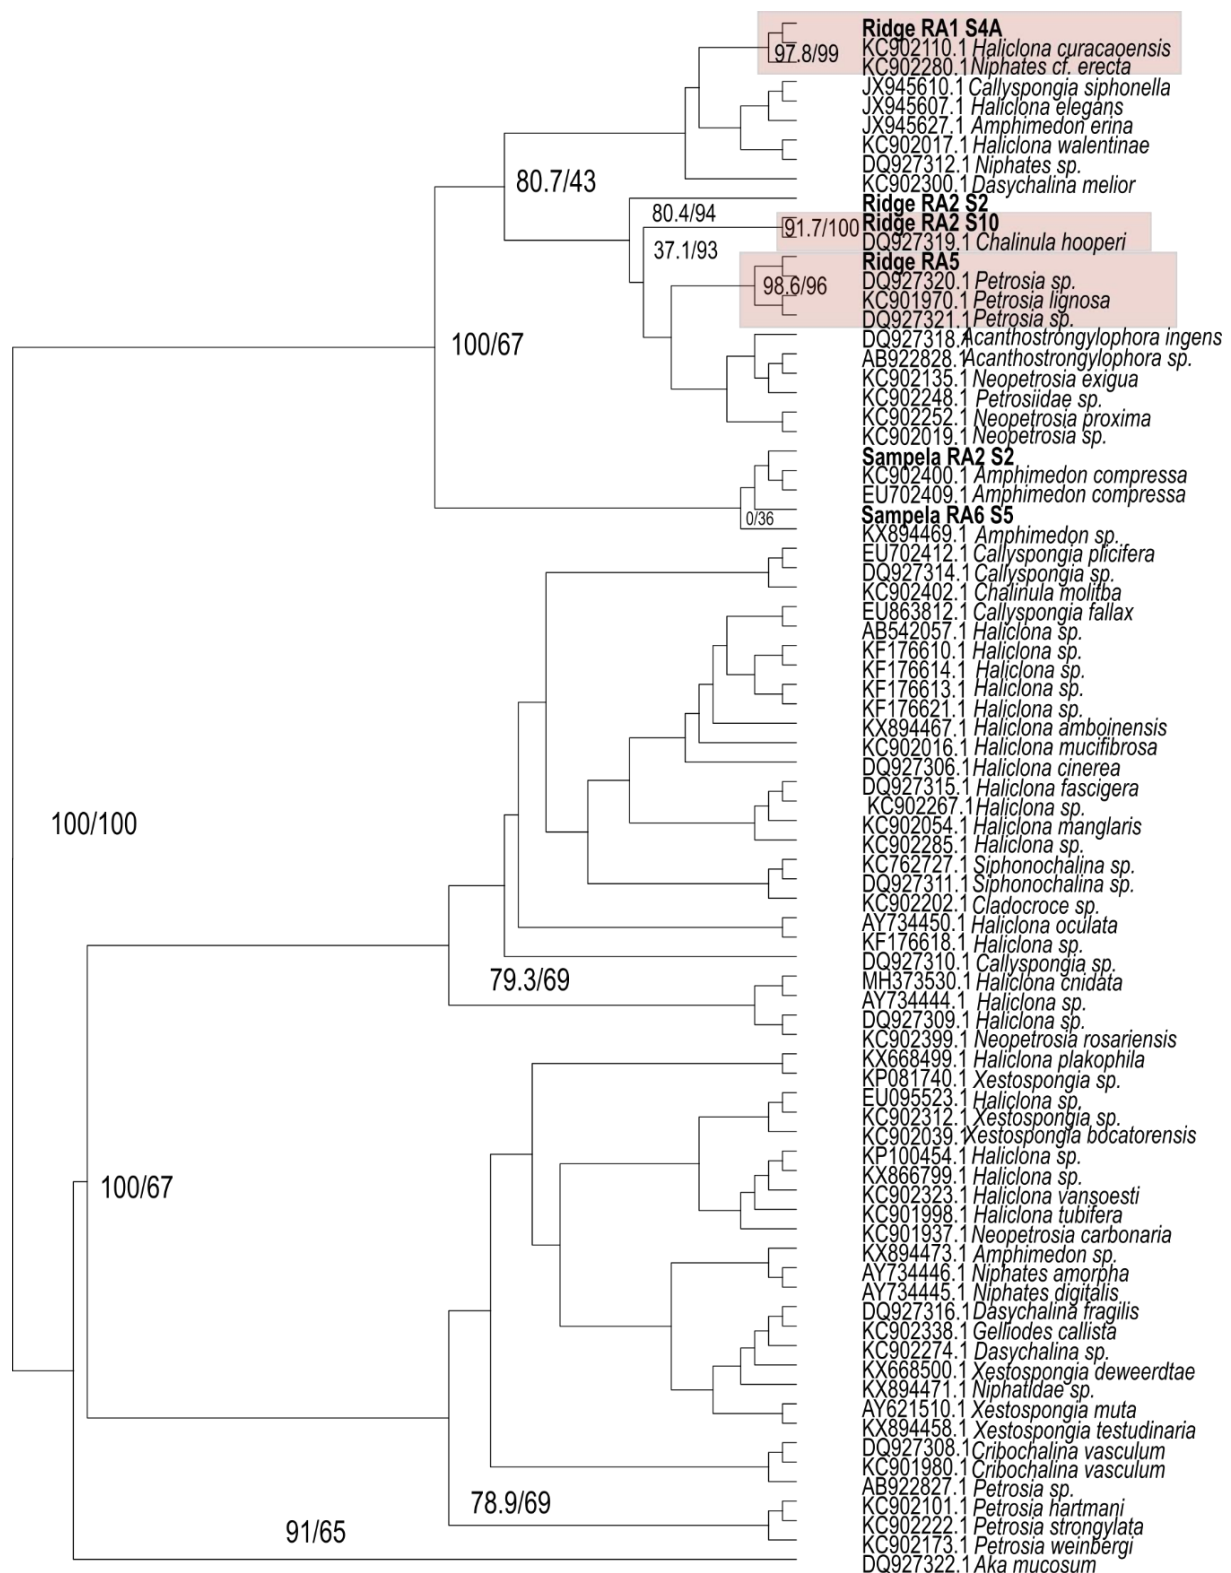 Ridge RA1 S4A
97.8/99 KC902110.1 Haliclona curacaoensis
KC902280.1 Niphates cf. erecta
JX945610.1 Callyspongia siphonella
JX945607.1 Haliclona elegans
JX945627.1 Amphimedon erina
KC902017.1 Haliclona walentinae
DQ927312.1 Niphates sp.
80.7/43 KC902300.1 Dasychalina melior
Ridge RA2 S2
80.4/94
91.7/100 Ridge RA2 S10
37.1/93 DQ927319.1 Chalinula hooperi
Ridge RA5
98.6/96 DQ927320.1 Petrosia sp.
KC901970.1 Petrosia lignosa
DQ927321.1 Petrosia sp.
100/67 DQ927318.1 Acanthostrongylophora ingens
AB922828.1 Acanthostrongylophora sp.
KC902135.1 Neopetrosia exigua
KC902248.1 Petrosiidae sp.
KC902252.1 Neopetrosia proxima
KC902019.1 Neopetrosia sp.
Sampela RA2 S2
KC902400.1 Amphimedon compressa
EU702409.1 Amphimedon compressa
0/36 Sampela RA6 S5
KX894469.1 Amphimedon sp.
EU702412.1 Callyspongia plicifera
DQ927314.1 Callyspongia sp.
KC902402.1 Chalinula molitba
EU863812.1 Callyspongia fallax
AB542057.1 Haliclona sp.
KF176610.1 Haliclona sp.
KF176614.1 Haliclona sp.
KF176613.1 Haliclona sp.
KF176621.1 Haliclona sp.
KX894467.1 Haliclona amboinensis
KC902016.1 Haliclona mucifibrosa
DQ927306.1 Haliclona cinerea
DQ927315.1 Haliclona fascigera
KC902267.1 Haliclona sp.
100/100 KC902054.1 Haliclona manglaris
KC902285.1 Haliclona sp.
KC762727.1 Siphonochalina sp.
DQ927311.1 Siphonochalina sp.
KC902202.1 Cladocroce sp.
AY734450.1 Haliclona oculata
KF176618.1 Haliclona sp.
DQ927310.1 Callyspongia sp.
79.3/69 MH373530.1 Haliclona cnidata
AY734444.1 Haliclona sp.
DQ927309.1 Haliclona sp.
KC902399.1 Neopetrosia rosariensis
KX668499.1 Haliclona plakophila
KP081740.1 Xestospongia sp.
EU095523.1 Haliclona sp.
KC902312.1 Xestospongia sp.
KC902039.1 Xestospongia bocatorensis
KP100454.1 Haliclona sp.
KX866799.1 Haliclona sp.
100/67 KC902323.1 Haliclona vansoesti
KC901998.1 Haliclona tubifera
KC901937.1 Neopetrosia carbonaria
KX894473.1 Amphimedon sp.
AY734446.1 Niphates amorpha
AY734445.1 Niphates digitalis
DQ927316.1 Dasychalina fragilis
KC902338.1 Gelliodes callista
KC902274.1 Dasychalina sp.
KX668500.1 Xestospongia deweerdtae
KX894471.1 Niphatidae sp.
AY621510.1 Xestospongia muta
KX894458.1 Xestospongia testudinaria
DQ927308.1 Cribochalina vasculum
KC901980.1 Cribochalina vasculum
AB922827.1 Petrosia sp.
78.9/69 KC902101.1 Petrosia hartmani
91/65 KC902222.1 Petrosia strongylata
KC902173.1 Petrosia weinbergi
DQ927322.1 Aka mucosum